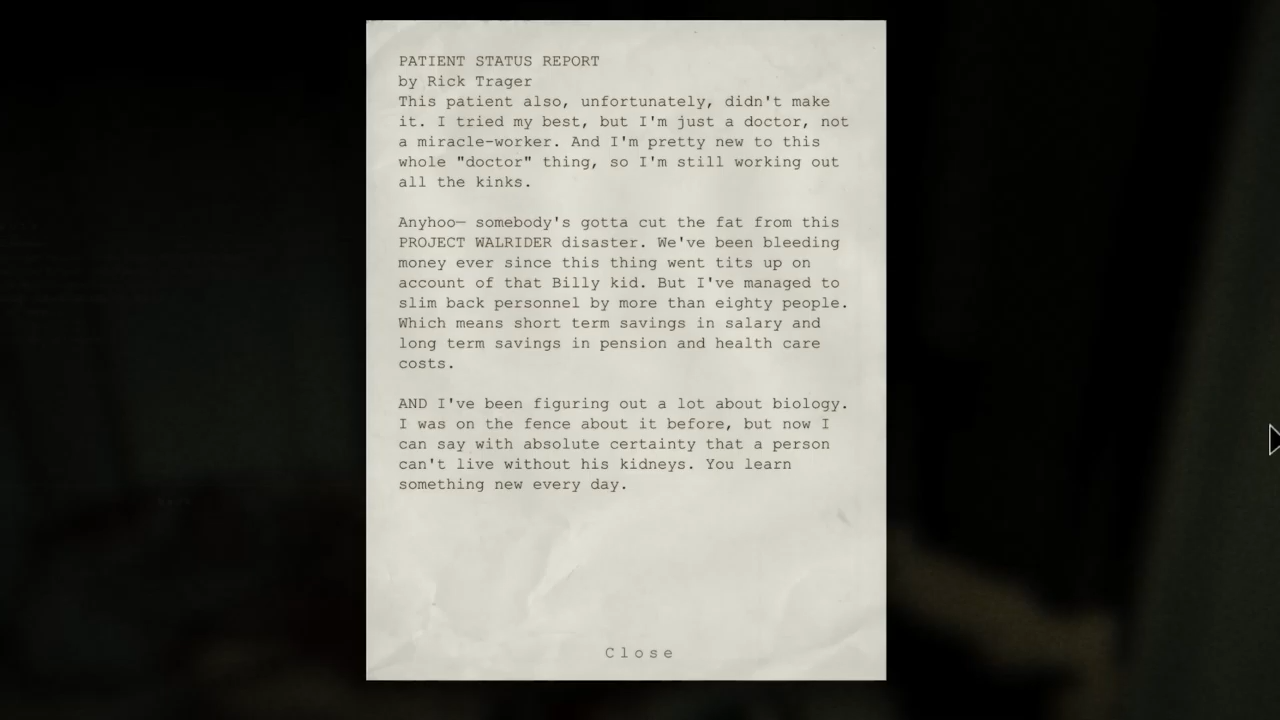 PATIENT STATUS REPORT
by Rick Trager
This patient also, unfortunately, didn't make
it. I tried my best, but I'm just a doctor, not
a miracle-worker. And I'm pretty new to this
whole "doctor" thing, so I'm still working out
all the kinks.
Anyhoo— somebody's gotta cut the fat from this
PROJECT WALRIDER disaster. We've been bleeding
money ever since this thing went tits up on
account of that Billy kid. But I've managed to
slim back personnel by more than eighty people.
Which means short term savings in salary and
long term savings in pension and health care
costs.
AND I've been figuring out a lot about biology.
I was on the fence about it before, but now I
can say with absolute certainty that a person
can't live without his kidneys. You learn
something new every day.
Close